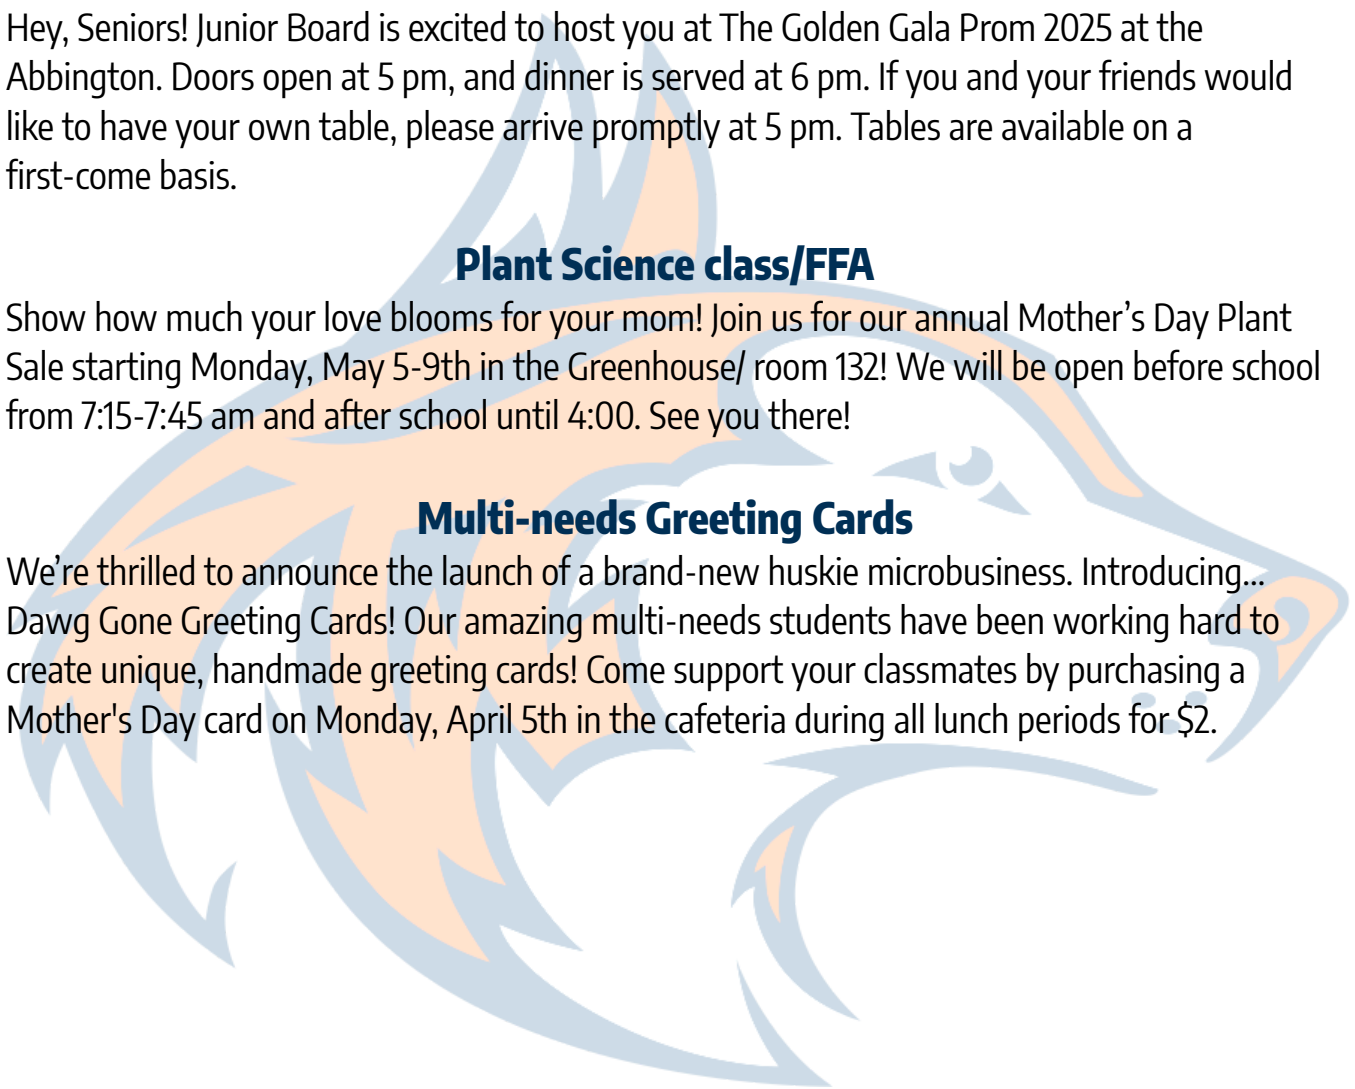 Hey, Seniors! Junior Board is excited to host you at The Golden Gala Prom 2025 at the
Abbington. Doors open at 5 pm, and dinner is served at 6 pm. If you and your friends would
like to have your own table, please arrive promptly at 5 pm. Tables are available on a
first-come basis.
Plant Science class/FFA
Show how much your love blooms for your mom! Join us for our annual Mother’s Day Plant
Sale starting Monday, May 5-9th in the Greenhouse/ room 132! We will be open before school
from 7:15-7:45 am and after school until 4:00. See you there!
Multi-needs Greeting Cards
We’re thrilled to announce the launch of a brand-new huskie microbusiness. Introducing...
Dawg Gone Greeting Cards! Our amazing multi-needs students have been working hard to
create unique, handmade greeting cards! Come support your classmates by purchasing a
Mother's Day card on Monday, April 5th in the cafeteria during all lunch periods for $2.